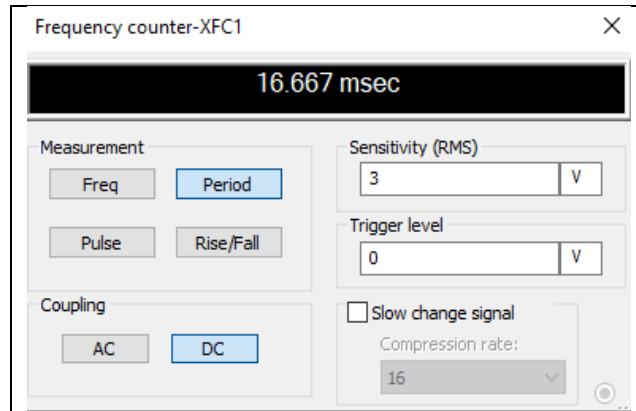 Frequency counter-XFC1
16.667 msec
Measurement
Freq
Period
Pulse
Rise/Fall
Coupling
AC
DC
Sensitivity (RMS)
3
V
Trigger level
0
V
Slow change signal
Compression rate:
16